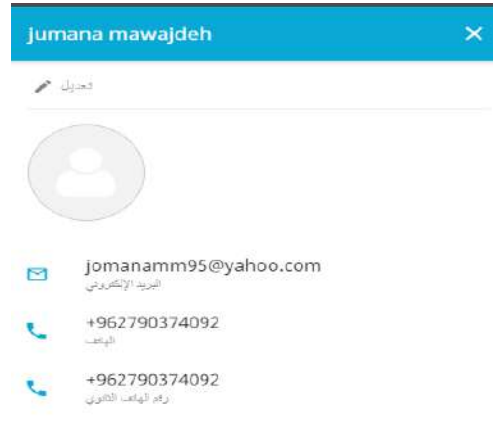 jumana mawajdeh
تعديل
jomanamm95@yahoo.com
البريد الإلكتروني
+962790374092
الهاتف
+962790374092
رقم الهاتف الثانوي